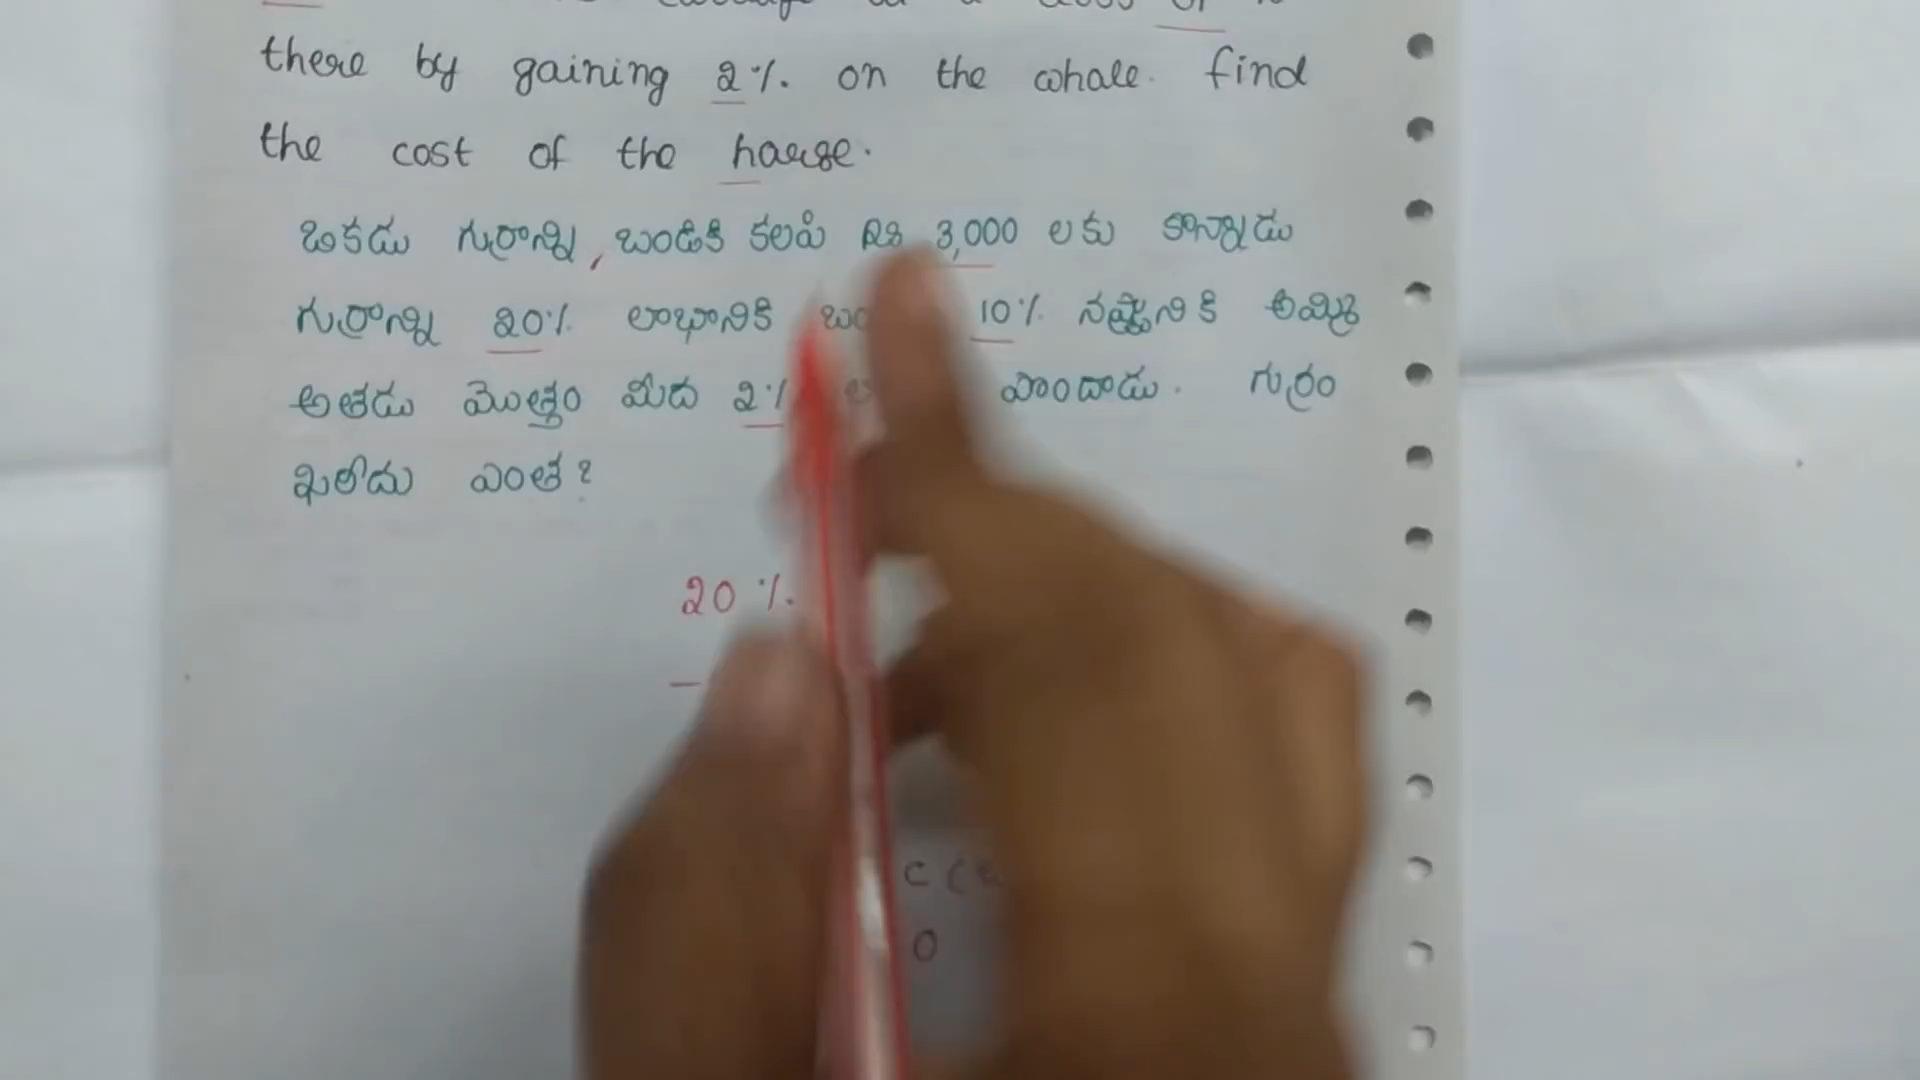 there by gaining 2%. on the whole. find
the cost of the horse.
ఒకడు గుర్రాన్ని, బండికి కలిపి Rs 3,000 లకు కొన్నాడు
గుర్రాన్ని 20% లాభానికి 10% నష్టానికి అమ్మి
అతడు మొత్తం మీద 2% పొందాడు. గుర్రం
ఖరీదు ఎంత?
20%.
C (
0